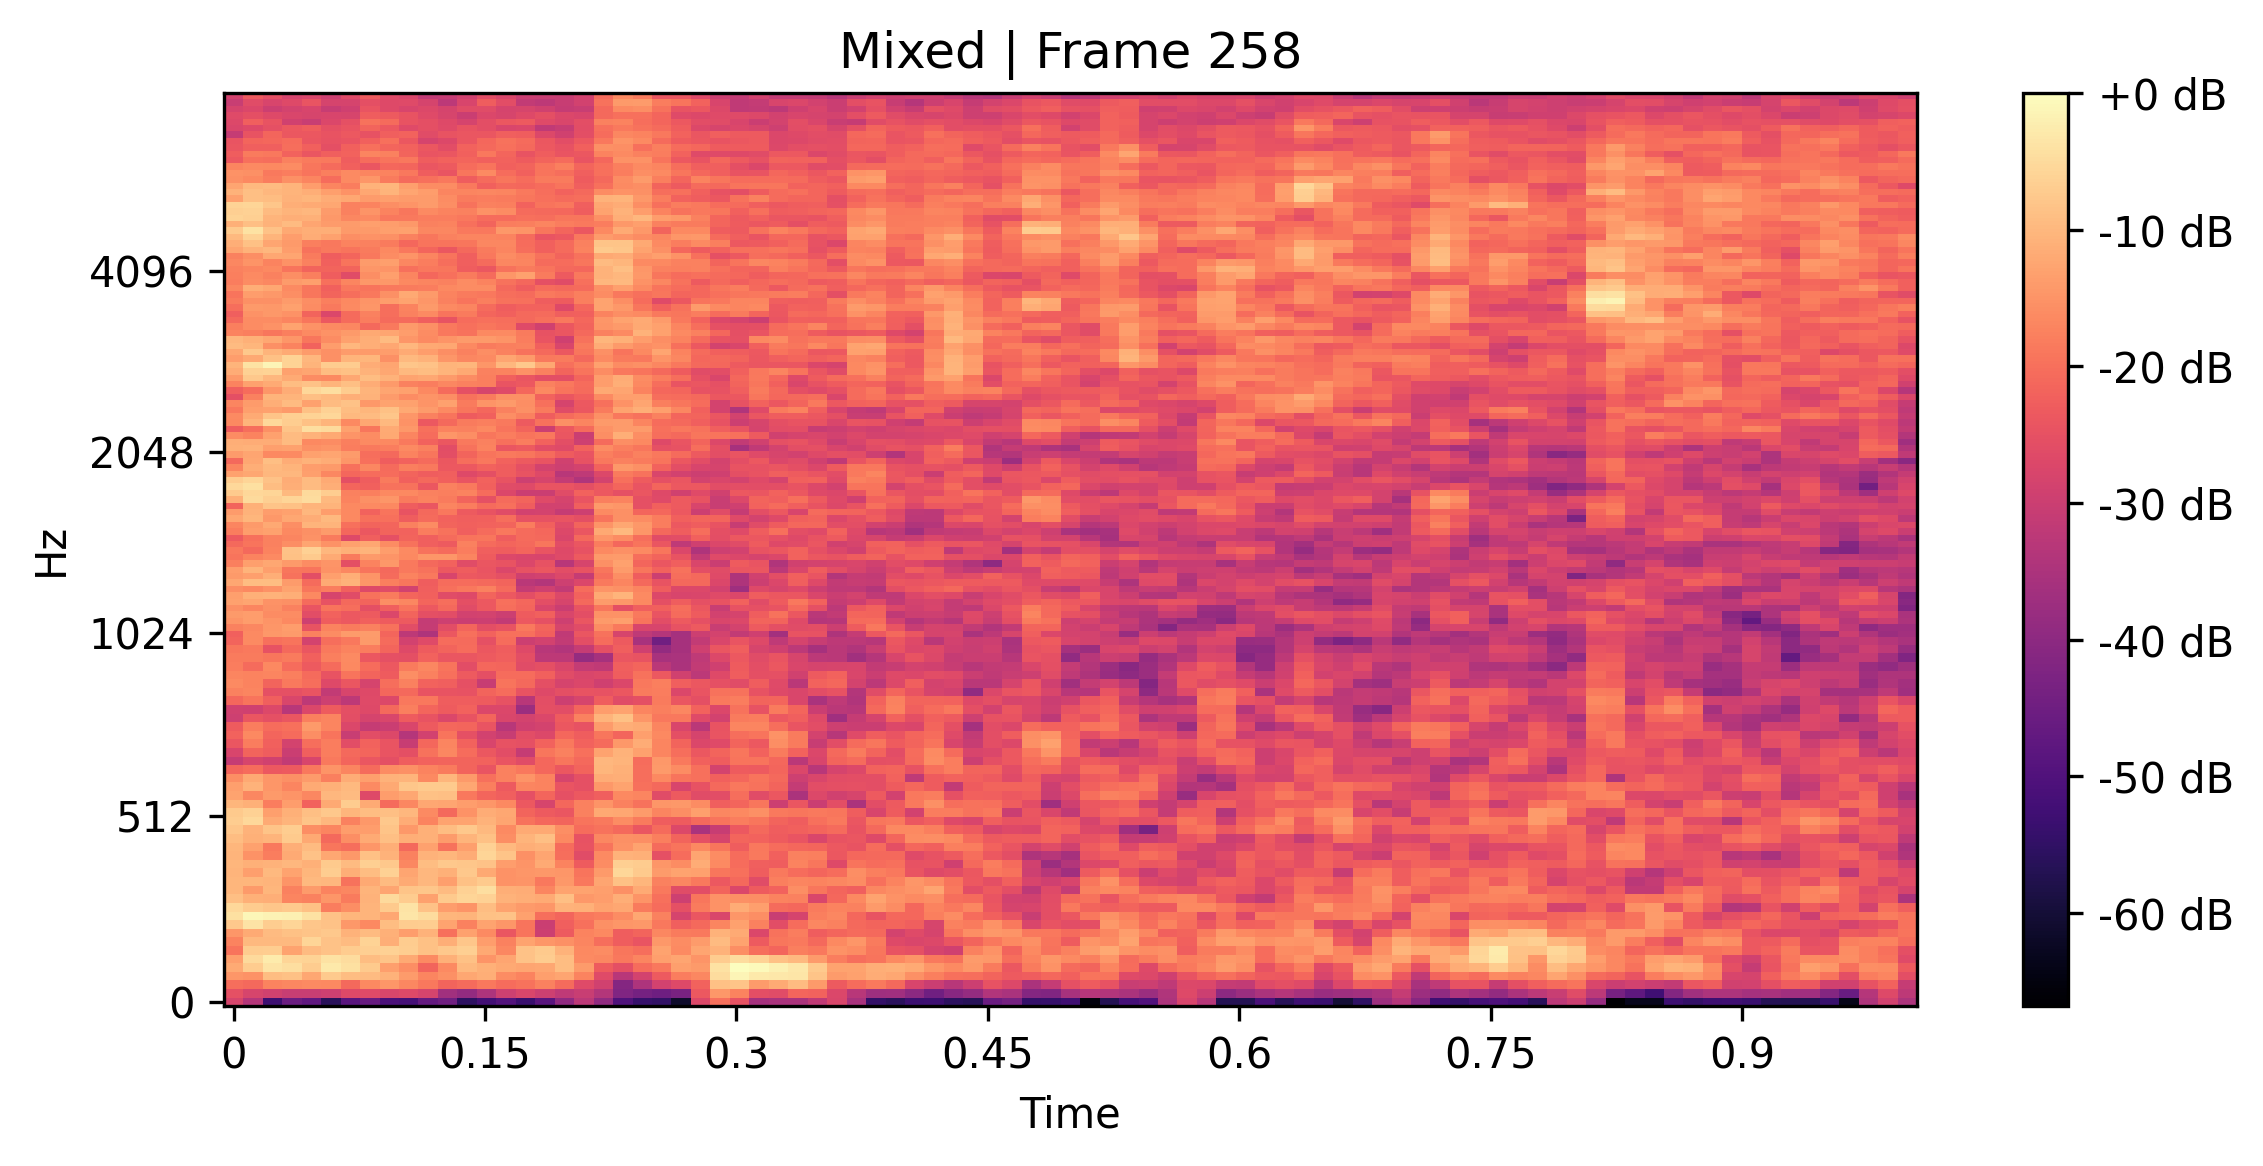 Mixed | Frame 258
+0 dB
-10 dB
-20 dB
-30 dB
-40 dB
-50 dB
-60 dB
Hz
4096
2048
1024
512
0
0 0.15 0.3 0.45 0.6 0.75 0.9
Time